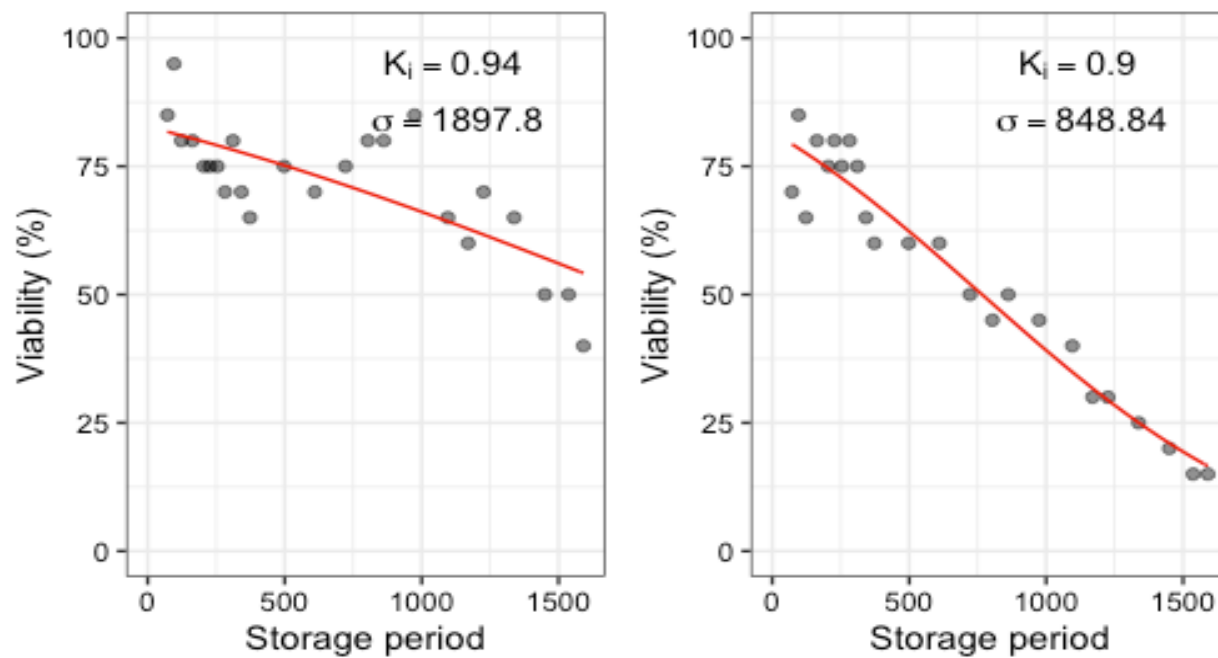 100
75
50
25
0
Viability (%)
Kᵢ = 0.94
σ = 1897.8
0 500 1000 1500
Storage period
100
75
50
25
0
Viability (%)
Kᵢ = 0.9
σ = 848.84
0 500 1000 1500
Storage period